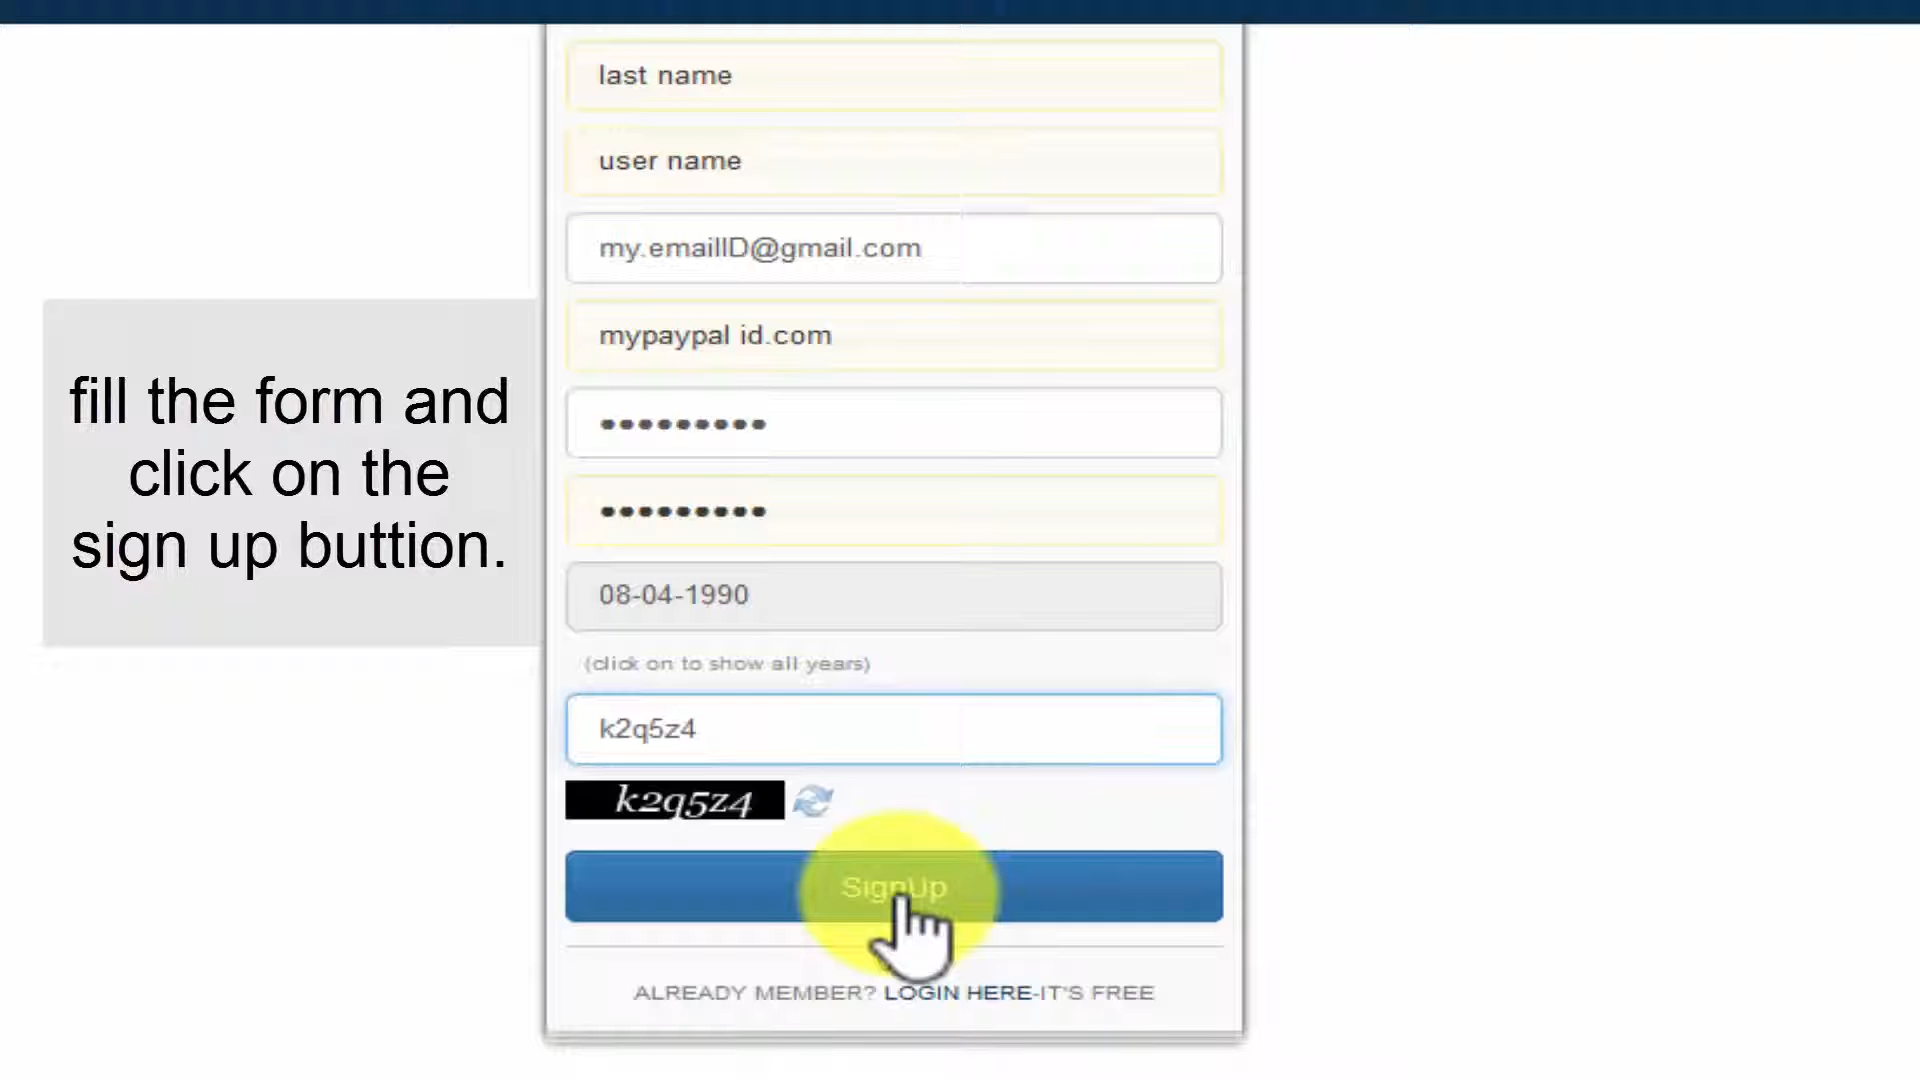 last name
user name
my.emailID@gmail.com
mypaypal id.com
fill the form and
click on the
sign up buttion.
•••••••••
•••••••••
08-04-1990
(click on to show all years)
k2q5z4
k2q5z4
SignUp
ALREADY MEMBER? LOGIN HERE-IT'S FREE